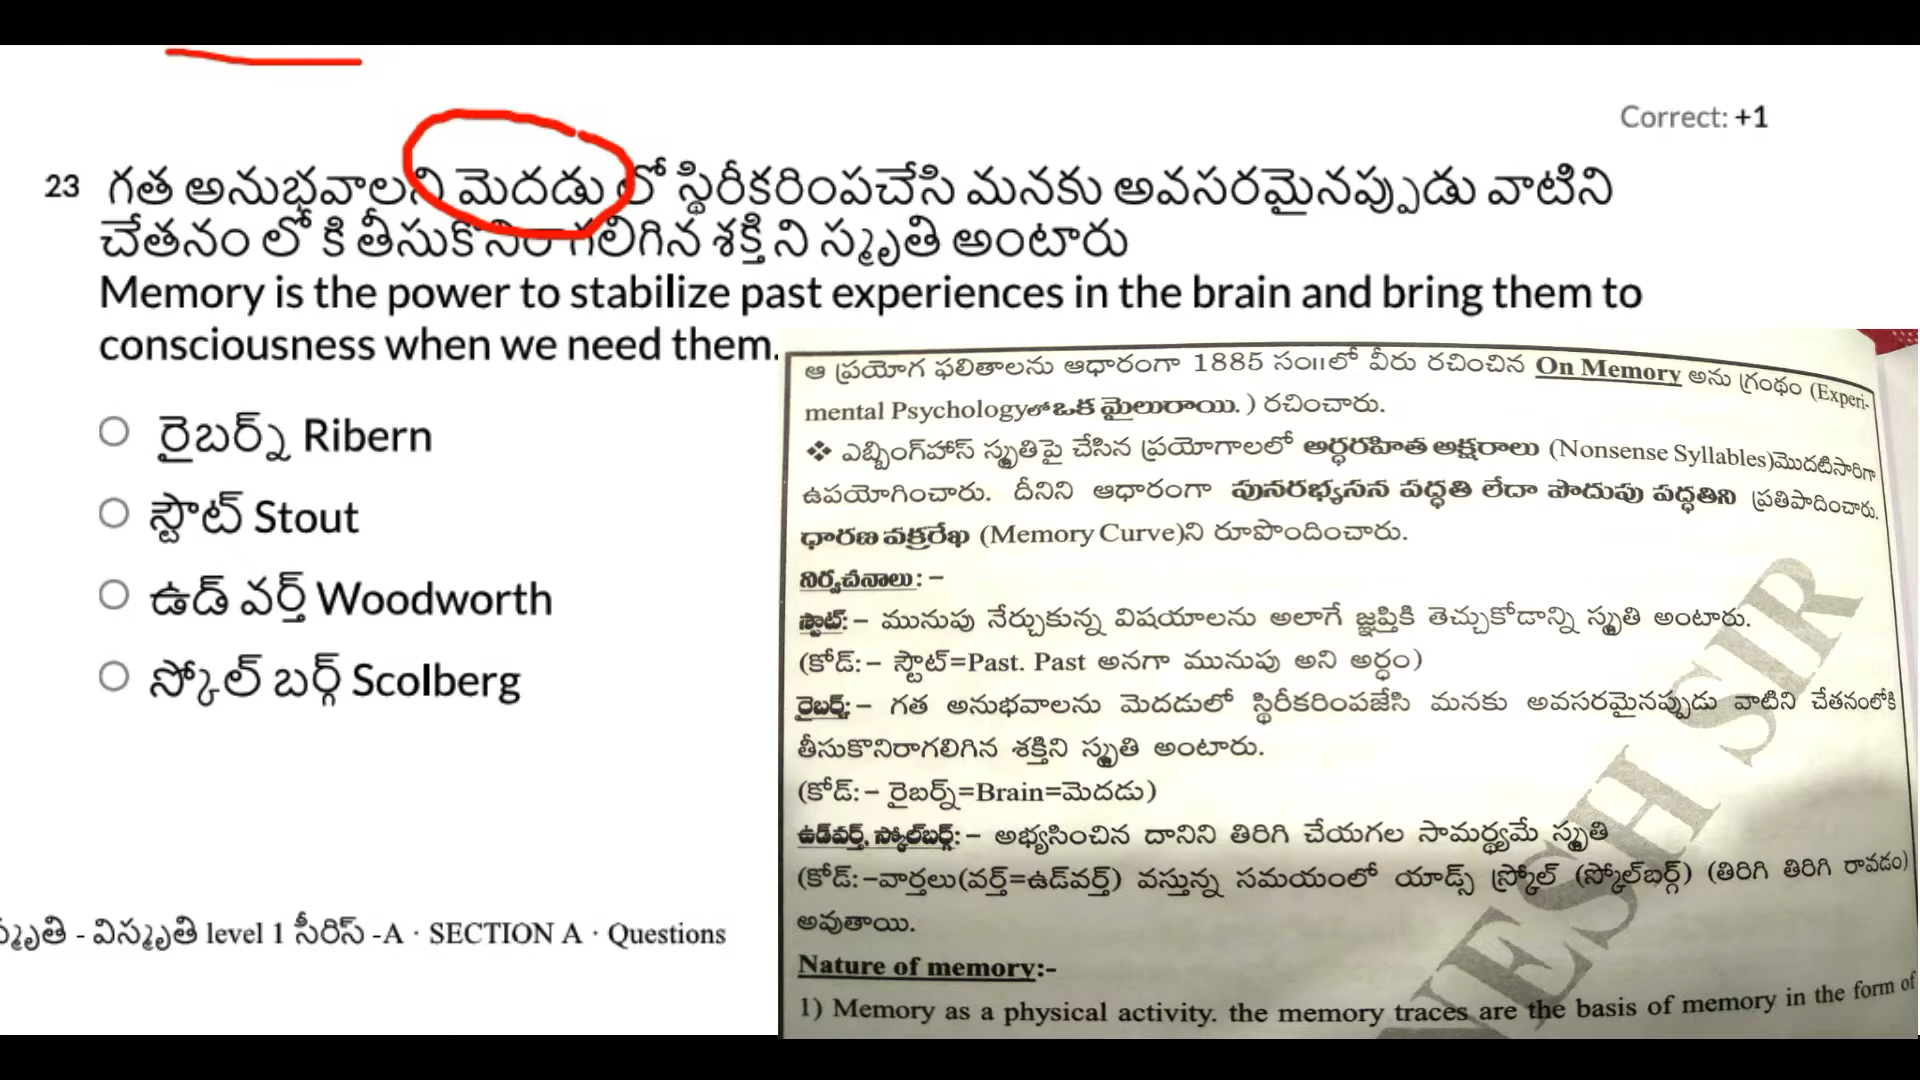 Correct: +1
23 గత అనుభవాలని మెదడు లో స్థిరీకరింపచేసి మనకు అవసరమైనప్పుడు వాటిని
చేతనం లో కి తీసుకొనిరాగలిగిన శక్తి ని స్మృతి అంటారు
Memory is the power to stabilize past experiences in the brain and bring them to
consciousness when we need them.
రైబర్న్ Ribern
స్టౌట్ Stout
ఉడ్ వర్త్ Woodworth
స్కోల్ బర్గ్ Scolberg
స్మృతి - విస్మృతి level 1 సీరిస్ -A · SECTION A · Questions
ఆ ప్రయోగ ఫలితాలను ఆధారంగా 1885 సం॥లో వీరు రచించిన On Memory అను గ్రంథం (Experi-
mental Psychologyలో ఒక మైలురాయి.) రచించారు.
❖ ఎబ్బింగ్‌హాస్ స్మృతిపై చేసిన ప్రయోగాలలో అర్ధరహిత అక్షరాలు (Nonsense Syllables)మొదటిసారిగా
ఉపయోగించారు. దీనిని ఆధారంగా పునరభ్యసన పద్ధతి లేదా పొదుపు పద్ధతిని ప్రతిపాదించారు.
ధారణ వక్రరేఖ (Memory Curve)ని రూపొందించారు.
నిర్వచనాలు: –
స్టౌట్: – మునుపు నేర్చుకున్న విషయాలను అలాగే జ్ఞప్తికి తెచ్చుకోడాన్ని స్మృతి అంటారు.
(కోడ్: – స్టౌట్=Past. Past అనగా మునుపు అని అర్థం)
రైబర్న్: – గత అనుభవాలను మెదడులో స్థిరీకరింపజేసి మనకు అవసరమైనప్పుడు వాటిని చేతనంలోకి
తీసుకొనిరాగలిగిన శక్తిని స్మృతి అంటారు.
(కోడ్: – రైబర్న్=Brain=మెదడు)
ఉడ్‌వర్త్, స్కోల్‌బర్గ్: – అభ్యసించిన దానిని తిరిగి చేయగల సామర్థ్యమే స్మృతి
(కోడ్: –వార్తలు(వర్త్=ఉడ్‌వర్త్) వస్తున్న సమయంలో యాడ్స్ స్క్రోల్ (స్కోల్‌బర్గ్) (తిరిగి తిరిగి రావడం)
అవుతాయి.
Nature of memory:-
1) Memory as a physical activity. the memory traces are the basis of memory in the form of
NESH SIR